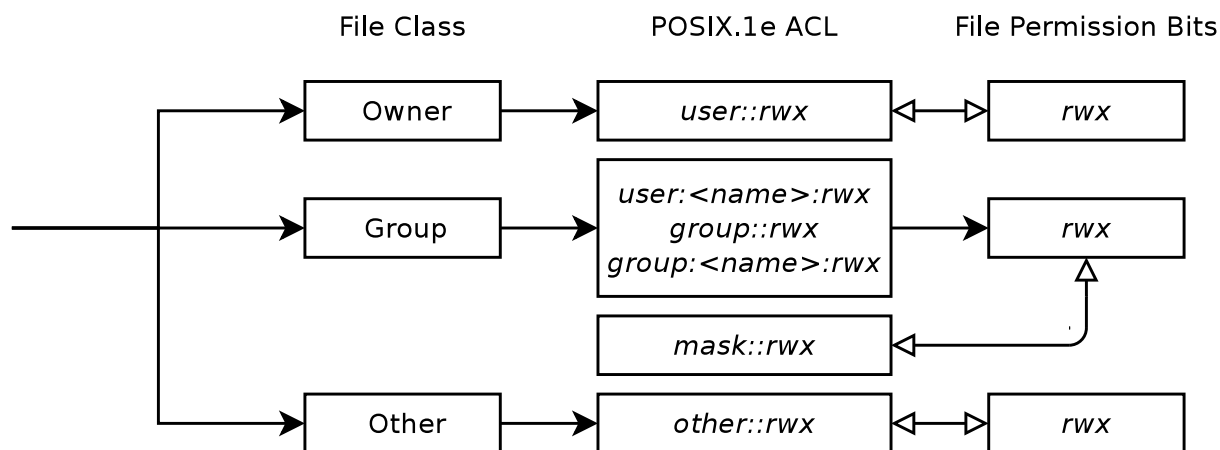 File Class
POSIX.1e ACL
File Permission Bits
Owner
user::rwx
rwx
Group
user:<name>:rwx
group::rwx
group:<name>:rwx
rwx
mask::rwx
Other
other::rwx
rwx